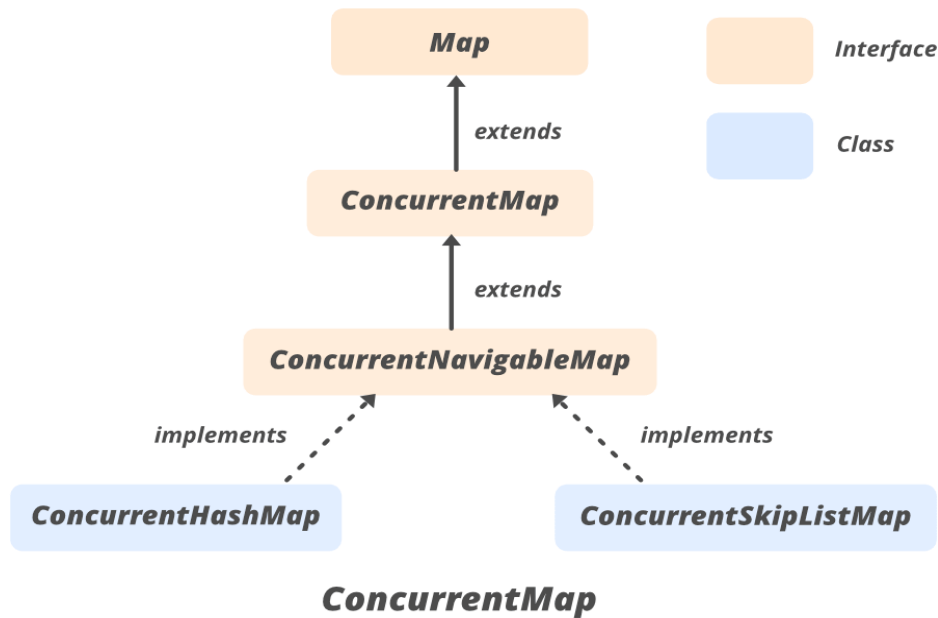 Map
Interface
extends
Class
ConcurrentMap
extends
ConcurrentNavigableMap
implements
implements
ConcurrentHashMap
ConcurrentSkipListMap
ConcurrentMap